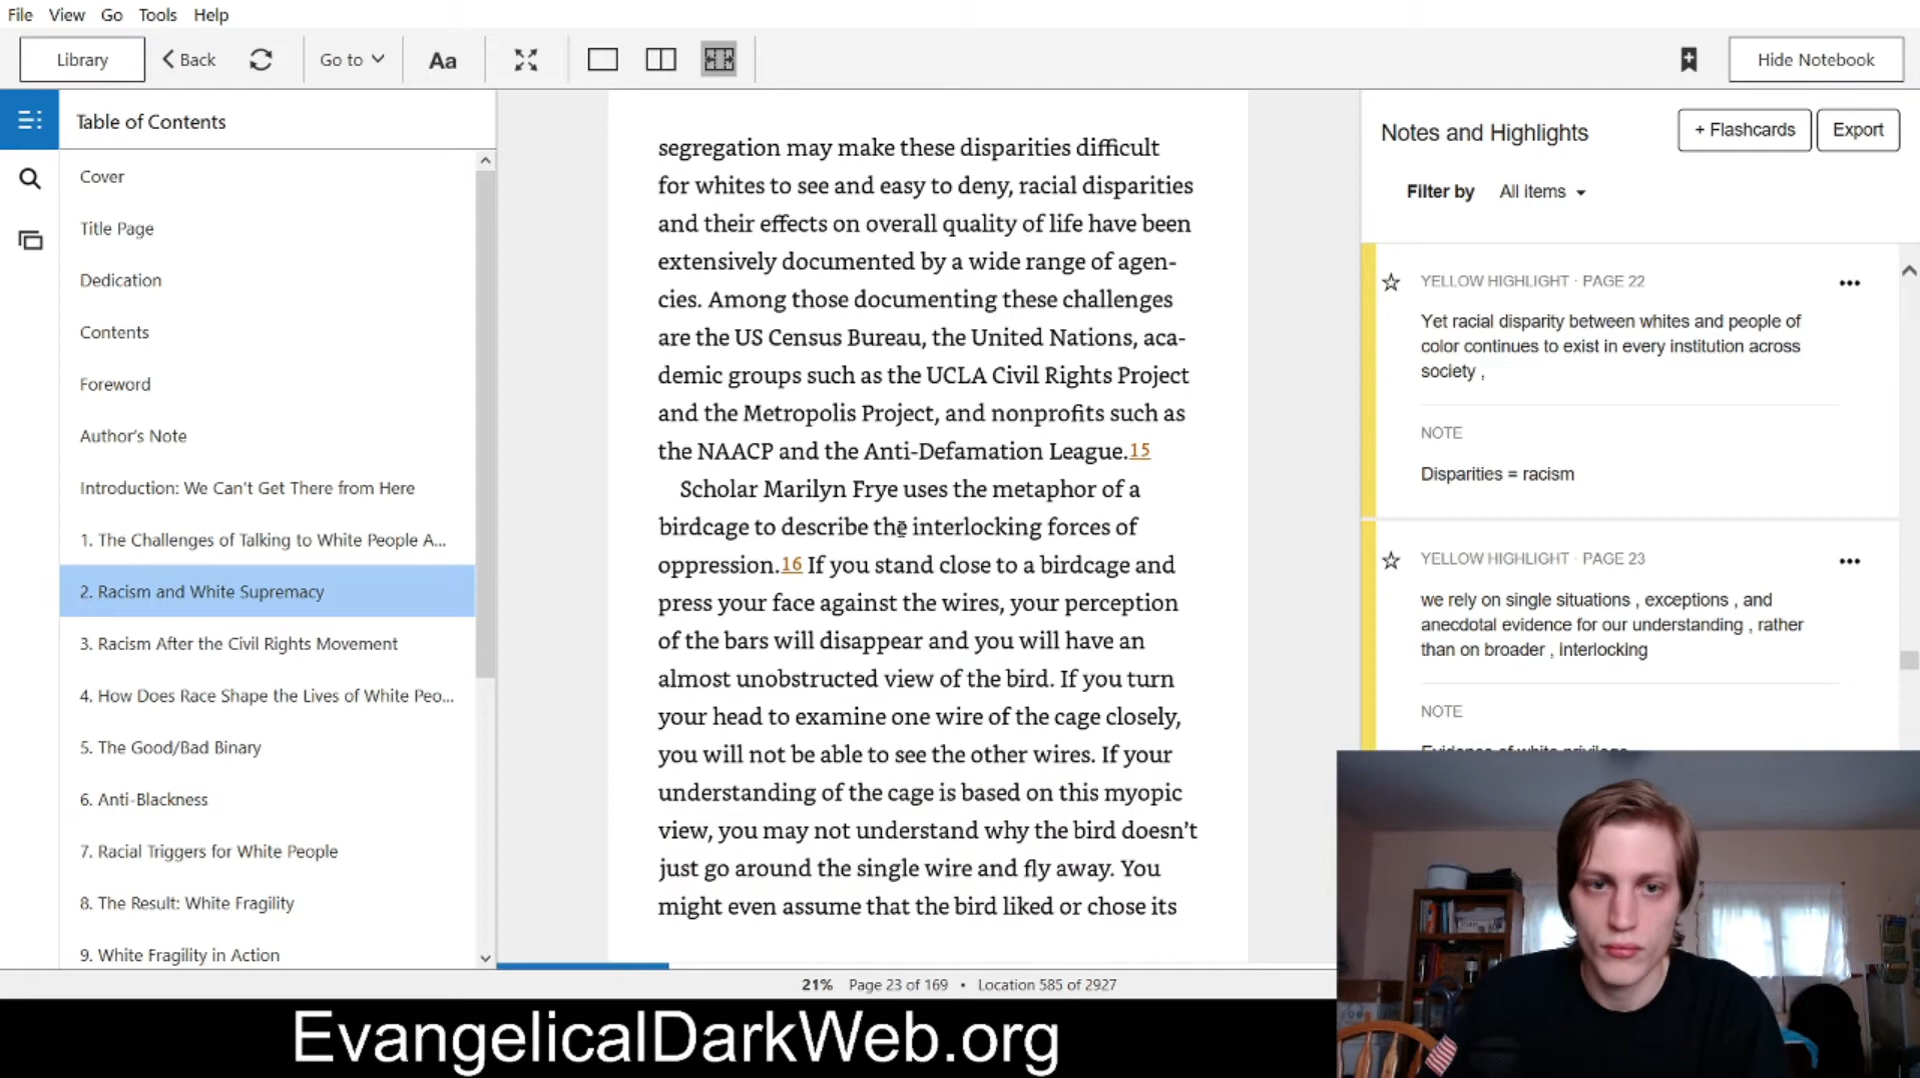 File View Go Tools Help
Library Back Go to Aa Hide Notebook
Table of Contents
Cover
Title Page
Dedication
Contents
Foreword
Author's Note
Introduction: We Can't Get There from Here
1. The Challenges of Talking to White People A...
2. Racism and White Supremacy
3. Racism After the Civil Rights Movement
4. How Does Race Shape the Lives of White Peo...
5. The Good/Bad Binary
6. Anti-Blackness
7. Racial Triggers for White People
8. The Result: White Fragility
9. White Fragility in Action
segregation may make these disparities difficult
for whites to see and easy to deny, racial disparities
and their effects on overall quality of life have been
extensively documented by a wide range of agen-
cies. Among those documenting these challenges
are the US Census Bureau, the United Nations, aca-
demic groups such as the UCLA Civil Rights Project
and the Metropolis Project, and nonprofits such as
the NAACP and the Anti-Defamation League.15
Scholar Marilyn Frye uses the metaphor of a
birdcage to describe the interlocking forces of
oppression.16 If you stand close to a birdcage and
press your face against the wires, your perception
of the bars will disappear and you will have an
almost unobstructed view of the bird. If you turn
your head to examine one wire of the cage closely,
you will not be able to see the other wires. If your
understanding of the cage is based on this myopic
view, you may not understand why the bird doesn't
just go around the single wire and fly away. You
might even assume that the bird liked or chose its
Notes and Highlights + Flashcards Export
Filter by All items
YELLOW HIGHLIGHT · PAGE 22
Yet racial disparity between whites and people of
color continues to exist in every institution across
society ,
NOTE
Disparities = racism
YELLOW HIGHLIGHT · PAGE 23
we rely on single situations , exceptions , and
anecdotal evidence for our understanding , rather
than on broader , interlocking
NOTE
Evidence of white privilege
21% Page 23 of 169 • Location 585 of 2927
EvangelicalDarkWeb.org